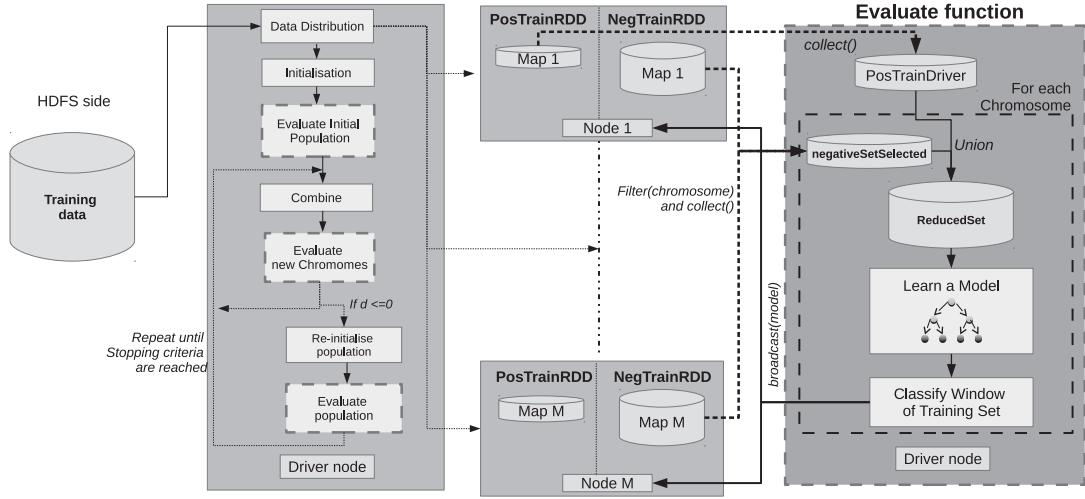 HDFS side
Training
data
Data Distribution
Initialisation
Evaluate Initial
Population
Combine
Evaluate
new Chromomes
If d <=0
Re-initialise
population
Evaluate
population
Repeat until
Stopping criteria
are reached
Driver node
PosTrainRDD
NegTrainRDD
Map 1
Map 1
Node 1
Filter(chromosome)
and collect()
PosTrainRDD
NegTrainRDD
Map M
Map M
Node M
broadcast(model)
Evaluate function
collect()
PosTrainDriver
For each
Chromosome
negativeSetSelected
Union
ReducedSet
Learn a Model
Classify Window
of Training Set
Driver node